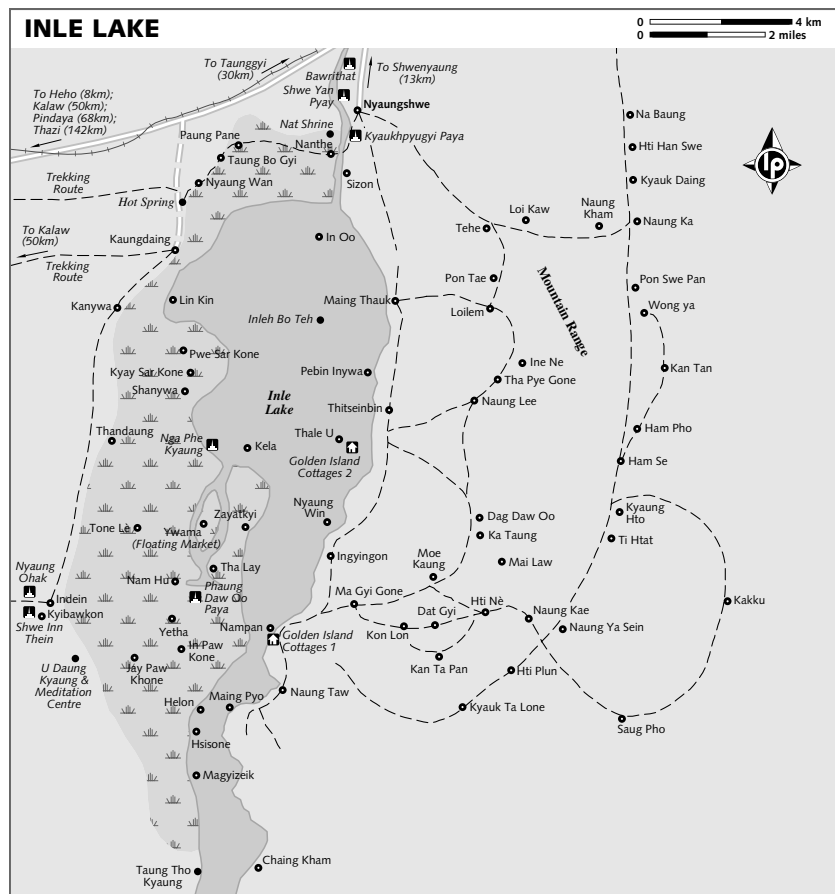 INLE LAKE
0 4 km
0 2 miles
To Taunggyi
(30km)
Bawrithat
To Shwenyaung
(13km)
Shwe Yan
Pyay
Nyaungshwe
To Heho (8km);
Kalaw (50km);
Pindaya (68km);
Thazi (142km)
Nat Shrine
Kyaukhpyugyi Paya
Paung Pane
Nanthe
Taung Bo Gyi
Sizon
Na Baung
Hti Han Swe
Kyauk Daing
lp
Trekking
Route
Nyaung Wan
Hot Spring
Loi Kaw
Naung
Kham
Naung Ka
To Kalaw
(50km)
Kaungdaing
Tehe
In Oo
Trekking
Route
Pon Tae
Mountain Range
Pon Swe Pan
Kanywa
Lin Kin
Maing Thauk
Loilem
Wong ya
Inleh Bo Teh
Pwe Sar Kone
Ine Ne
Kan Tan
Kyay Sar Kone
Pebin Inywa
Tha Pye Gone
Shanywa
Inle
Lake
Thitseinbin
Naung Lee
Thandaung
Nga Phe
Kyaung
Kela
Thale U
Ham Pho
Golden Island
Cottages 2
Ham Se
Zayatkyi
Nyaung
Win
Dag Daw Oo
Kyaung
Hto
Tone Lè
Ywama
(Floating Market)
Ka Taung
Ti Htat
Nyaung
Ohak
Tha Lay
Ingyingon
Moe
Kaung
Mai Law
Nam Hu
Phaung
Daw Oo
Paya
Indein
Ma Gyi Gone
Hti Nè
Kakku
Kyibawkon
Shwe Inn
Thein
Yetha
Nampan
Golden Island
Cottages 1
Kon Lon
Dat Gyi
Naung Kae
Naung Ya Sein
In Paw
Kone
U Daung
Kyaung &
Meditation
Centre
Jay Paw
Khone
Kan Ta Pan
Hti Plun
Helon
Maing Pyo
Naung Taw
Kyauk Ta Lone
Saug Pho
Hsisone
Magyizeik
Taung Tho
Kyaung
Chaing Kham